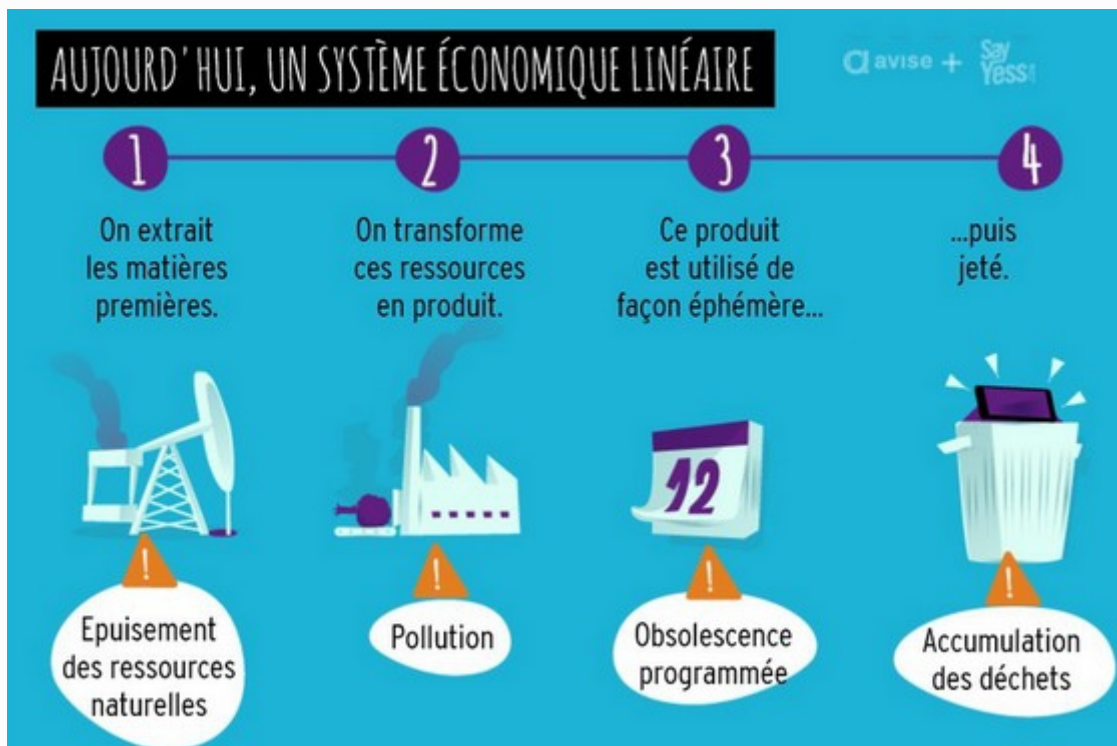 AUJOURD'HUI, UN SYSTÈME ÉCONOMIQUE LINÉAIRE
avise +
Say
Yess
1
2
3
4
On extrait
les matières
premières.
On transforme
ces ressources
en produit.
Ce produit
est utilisé de
façon éphémère...
...puis
jeté.
12
!
!
!
!
Epuisement
des ressources
naturelles
Pollution
Obsolescence
programmée
Accumulation
des déchets